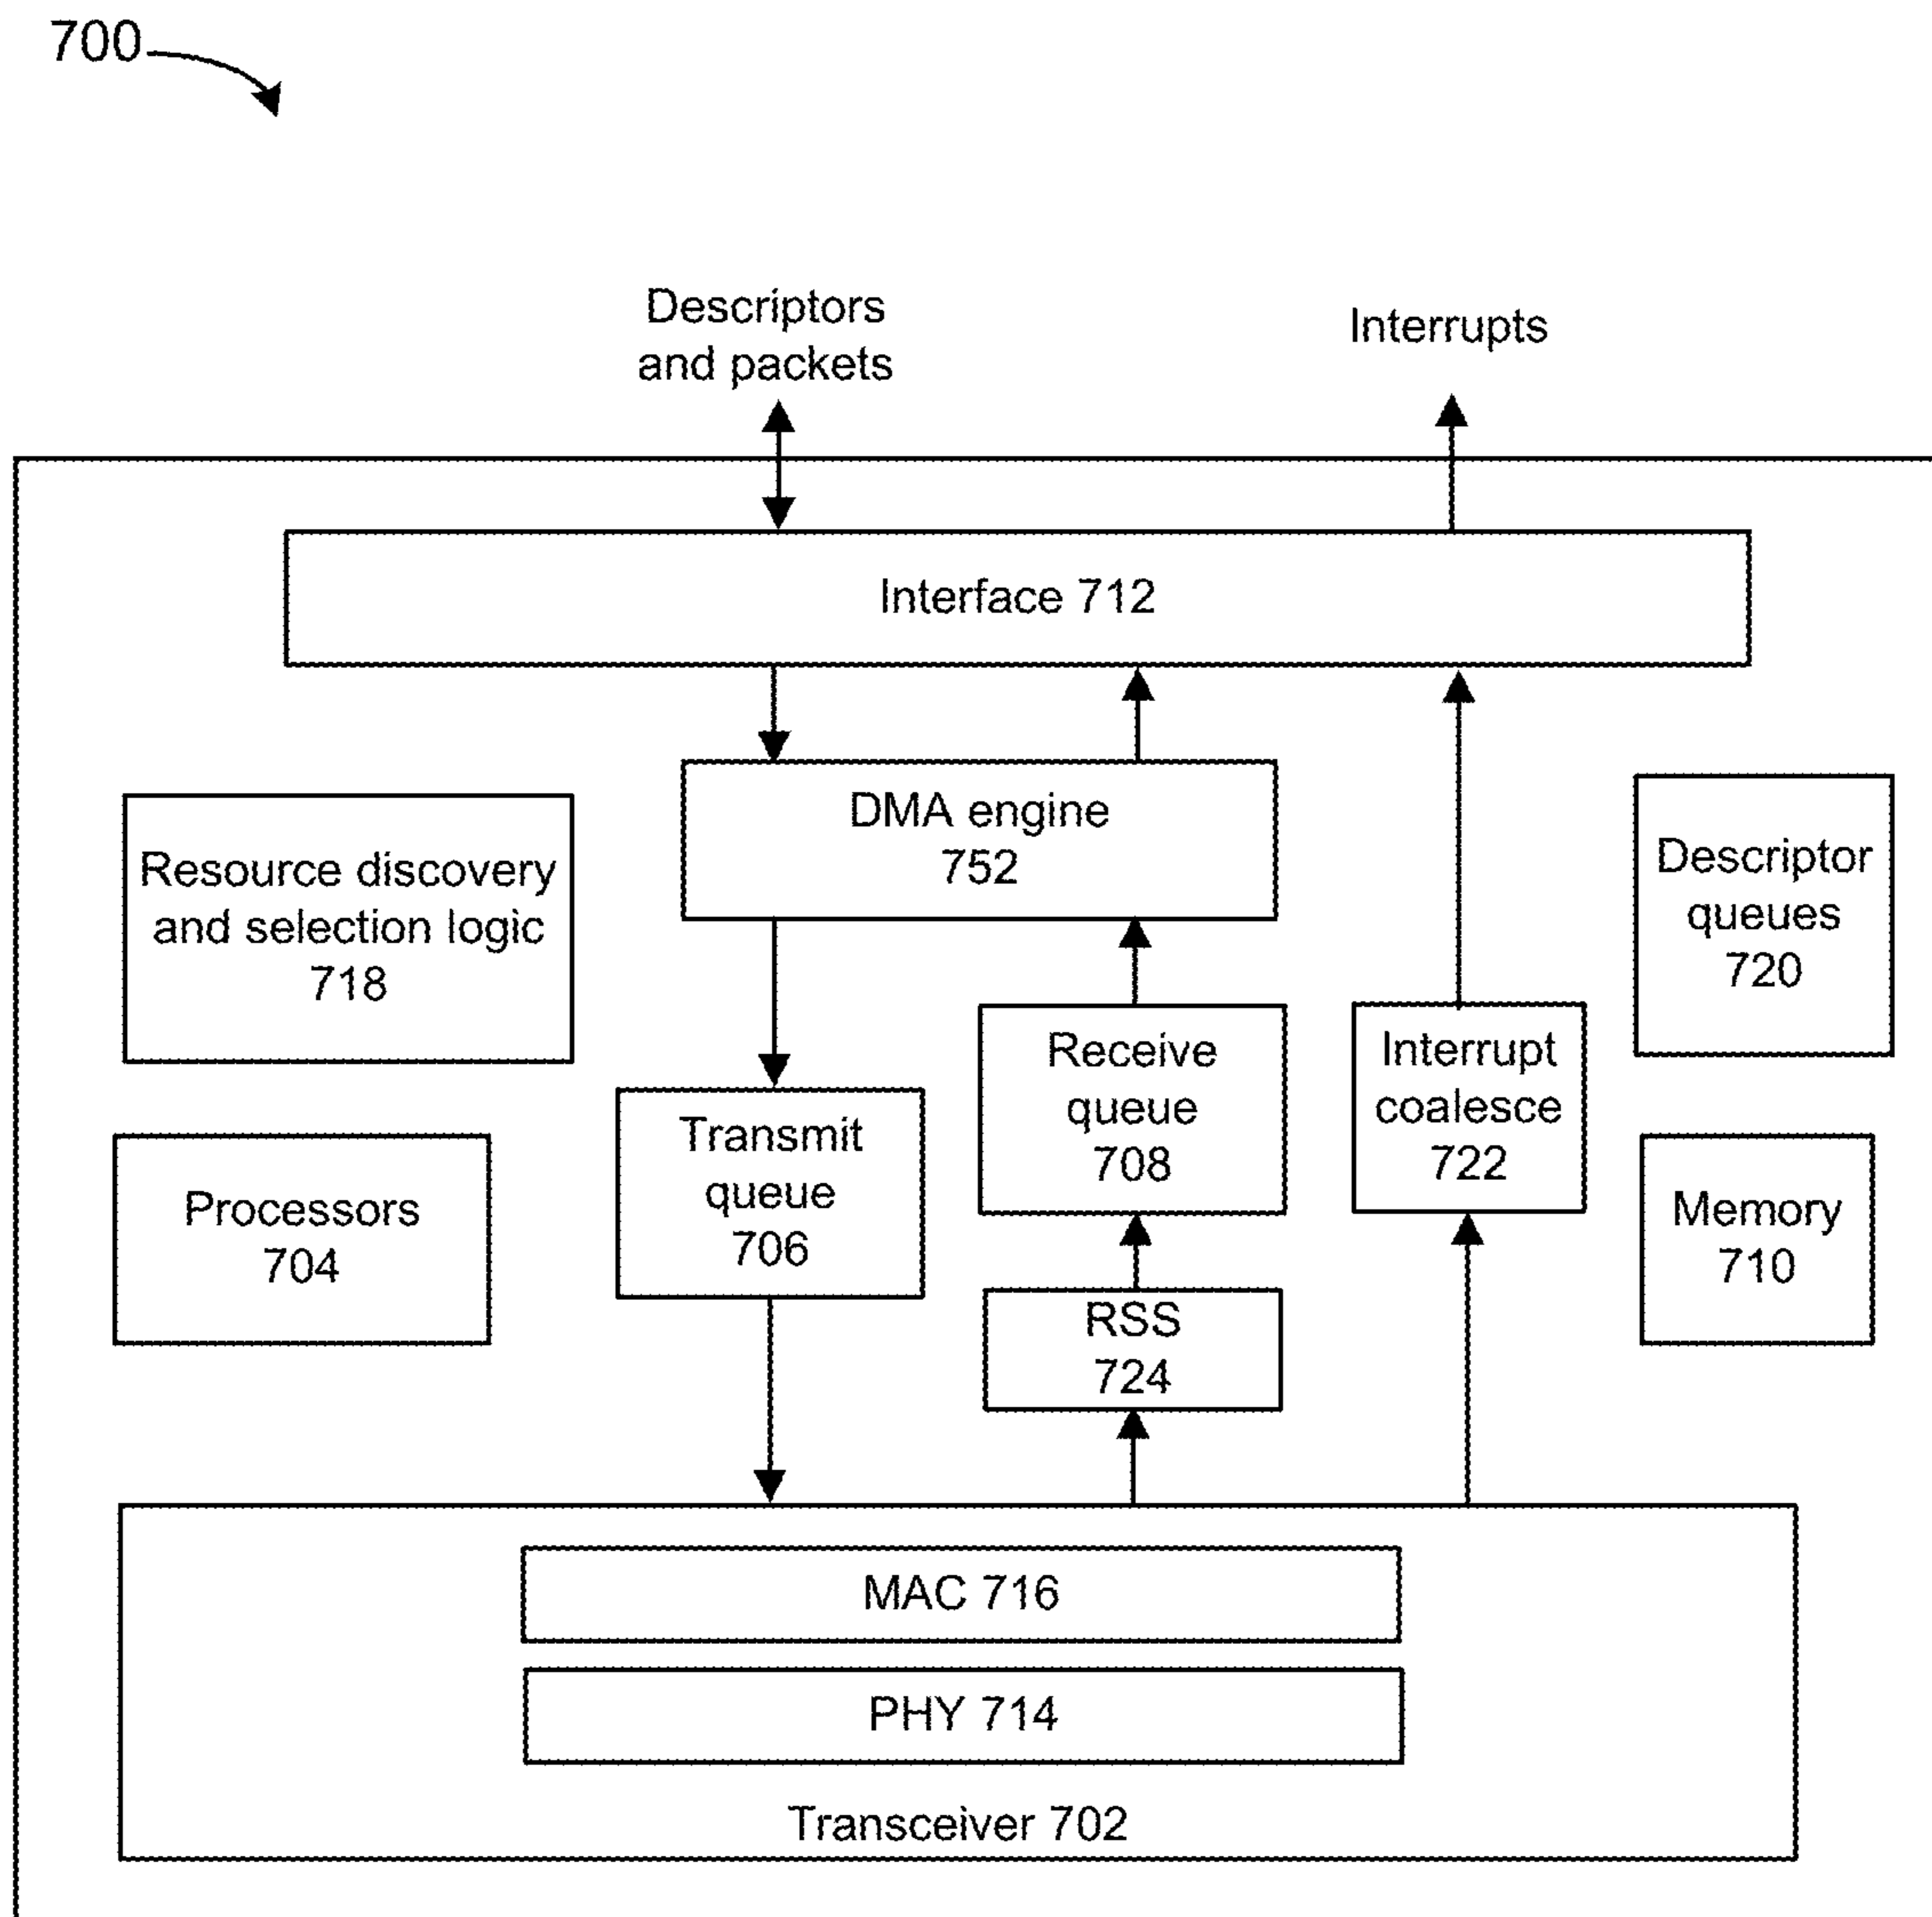 700
Descriptors
and packets
Interrupts
Interface 712
DMA engine
752
Resource discovery
and selection logic
718
Descriptor
queues
720
Receive
queue
708
Interrupt
coalesce
722
Transmit
queue
706
Processors
704
Memory
710
RSS
724
MAC 716
PHY 714
Transceiver 702